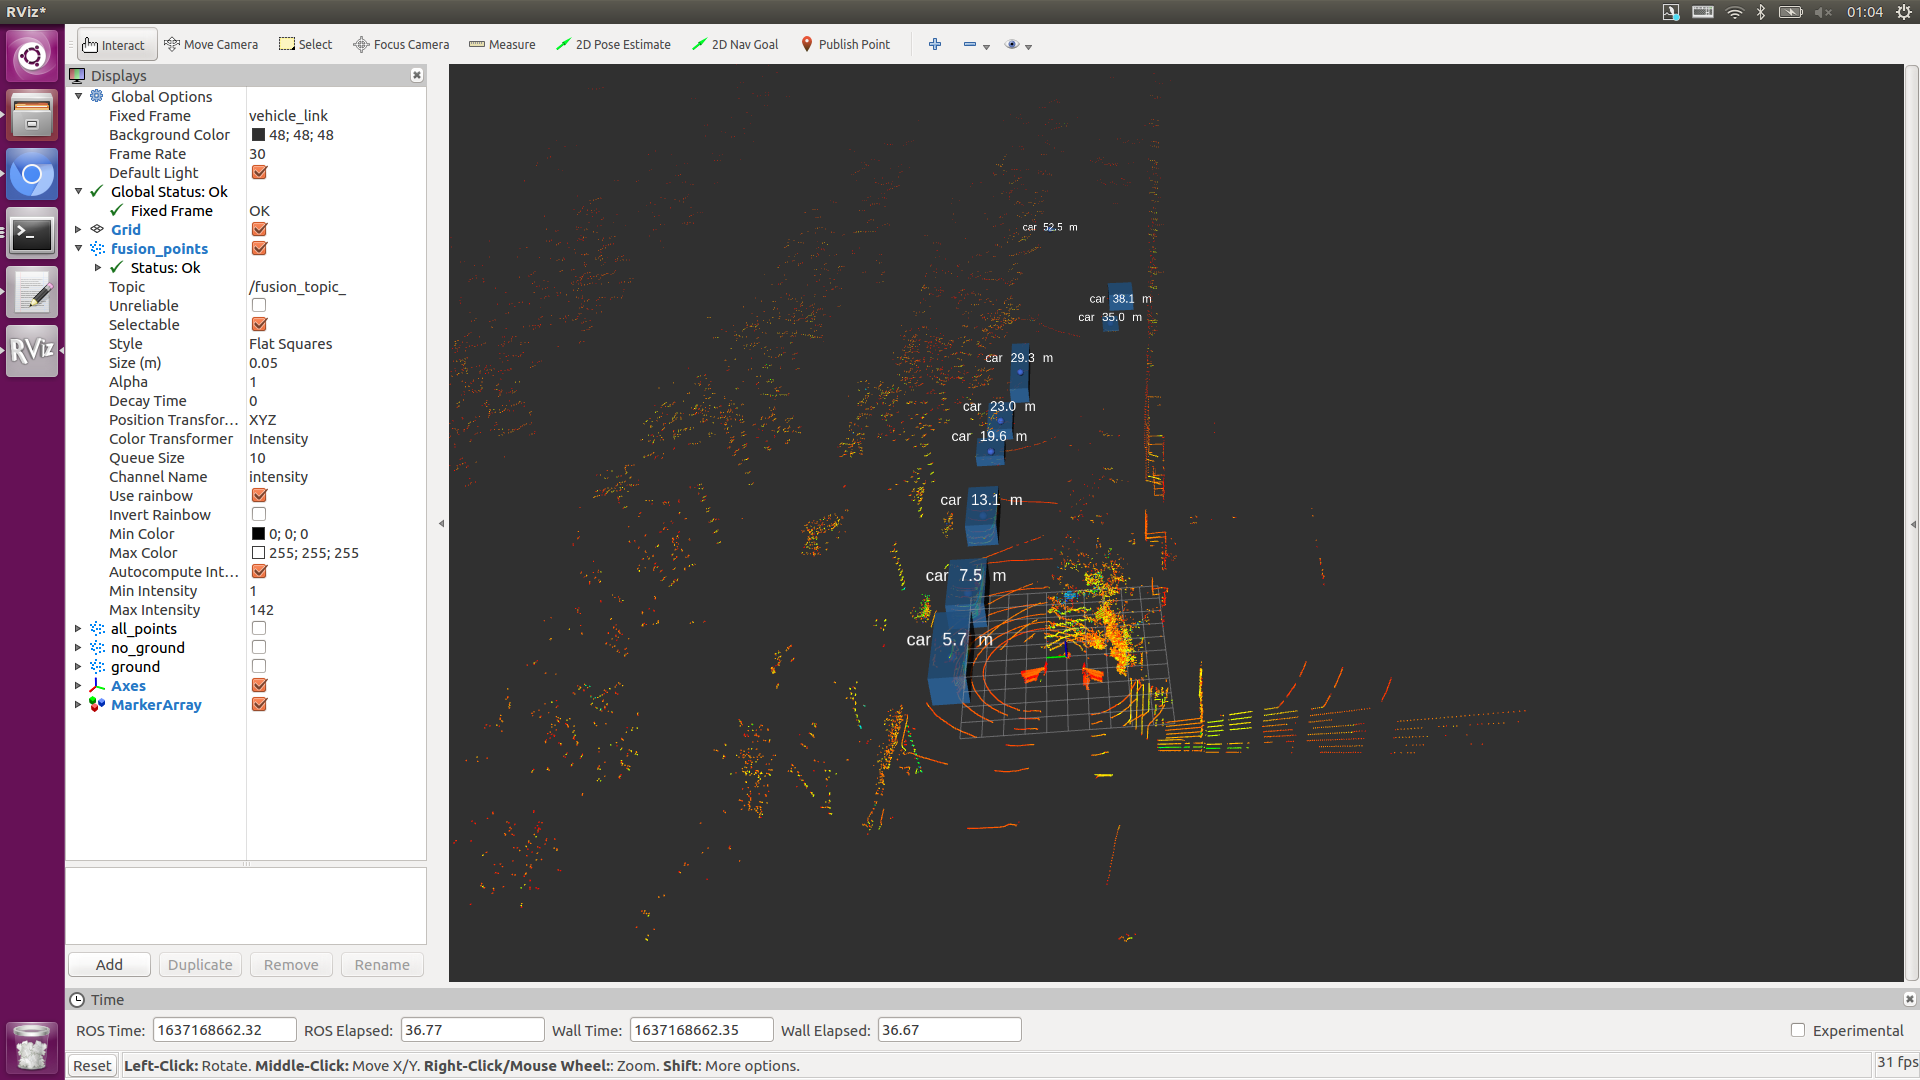 RViz*
01:04
Interact
Move Camera
Select
Focus Camera
Measure
2D Pose Estimate
2D Nav Goal
Publish Point
Displays
Global Options
Fixed Frame vehicle_link
Background Color 48; 48; 48
Frame Rate 30
Default Light
Global Status: Ok
Fixed Frame OK
Grid
fusion_points
Status: Ok
Topic /fusion_topic_
Unreliable
Selectable
Style Flat Squares
Size (m) 0.05
Alpha 1
Decay Time 0
Position Transfor... XYZ
Color Transformer Intensity
Queue Size 10
Channel Name intensity
Use rainbow
Invert Rainbow
Min Color 0; 0; 0
Max Color 255; 255; 255
Autocompute Int...
Min Intensity 1
Max Intensity 142
all_points
no_ground
ground
Axes
MarkerArray
Add
Duplicate
Remove
Rename
RViz
car 52.5 m
car 38.1 m
car 35.0 m
car 29.3 m
car 23.0 m
car 19.6 m
car 13.1 m
car 7.5 m
car 5.7 m
Time
ROS Time: 1637168662.32 ROS Elapsed: 36.77 Wall Time: 1637168662.35 Wall Elapsed: 36.67 Experimental
Reset Left-Click: Rotate. Middle-Click: Move X/Y. Right-Click/Mouse Wheel:: Zoom. Shift: More options. 31 fps